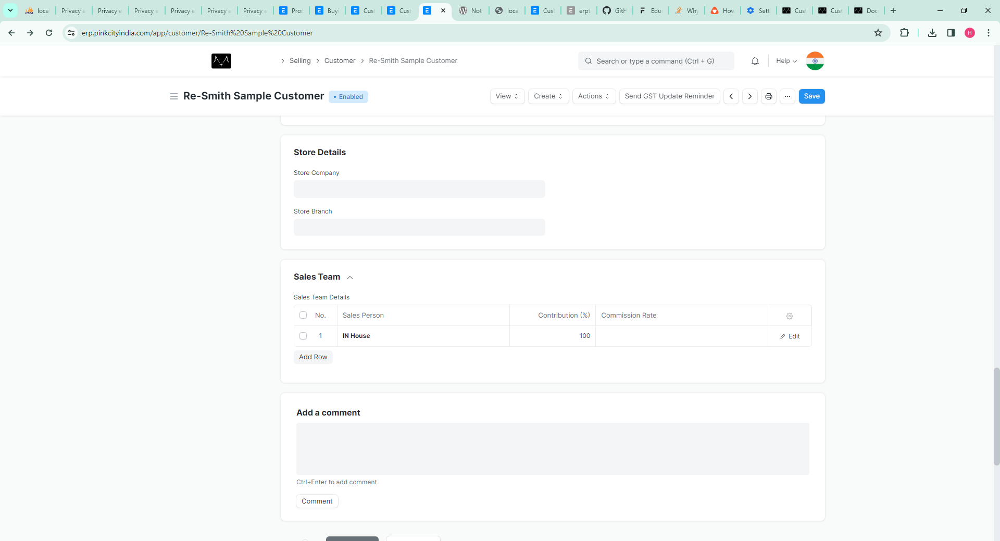 loca
Privacy e
Privacy e
Privacy e
Privacy e
Privacy e
Privacy e
Proc
Buyi
Cust
Cust
Not
loca
Cust
erpt
GitH
Edu
Why
How
Sett
Cust
Cust
Doc
erp.pinkcityindia.com/app/customer/Re-Smith%20Sample%20Customer
H
Selling
Customer
Re-Smith Sample Customer
Search or type a command (Ctrl + G)
Help
Re-Smith Sample Customer
Enabled
View
Create
Actions
Send GST Update Reminder
Save
Store Details
Store Company
Store Branch
Sales Team
Sales Team Details
No.
Sales Person
Contribution (%)
Commission Rate
1
IN House
100
Edit
Add Row
Add a comment
Ctrl+Enter to add comment
Comment